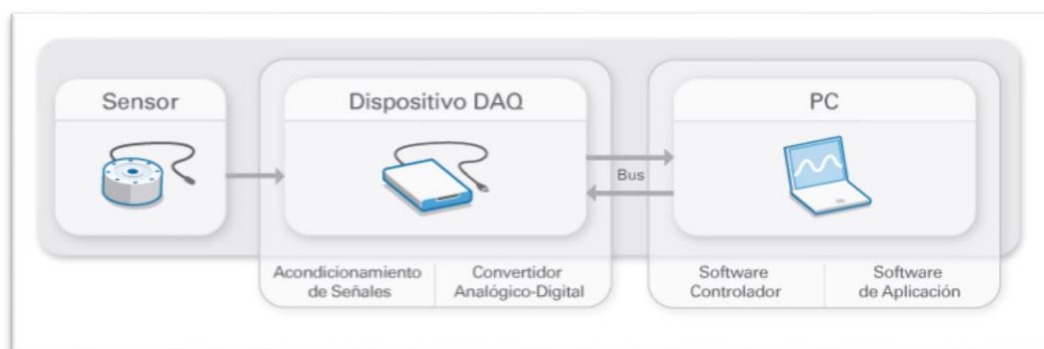 Sensor
Dispositivo DAQ
PC
Bus
Acondicionamiento
de Señales
Convertidor
Analógico-Digital
Software
Controlador
Software
de Aplicación